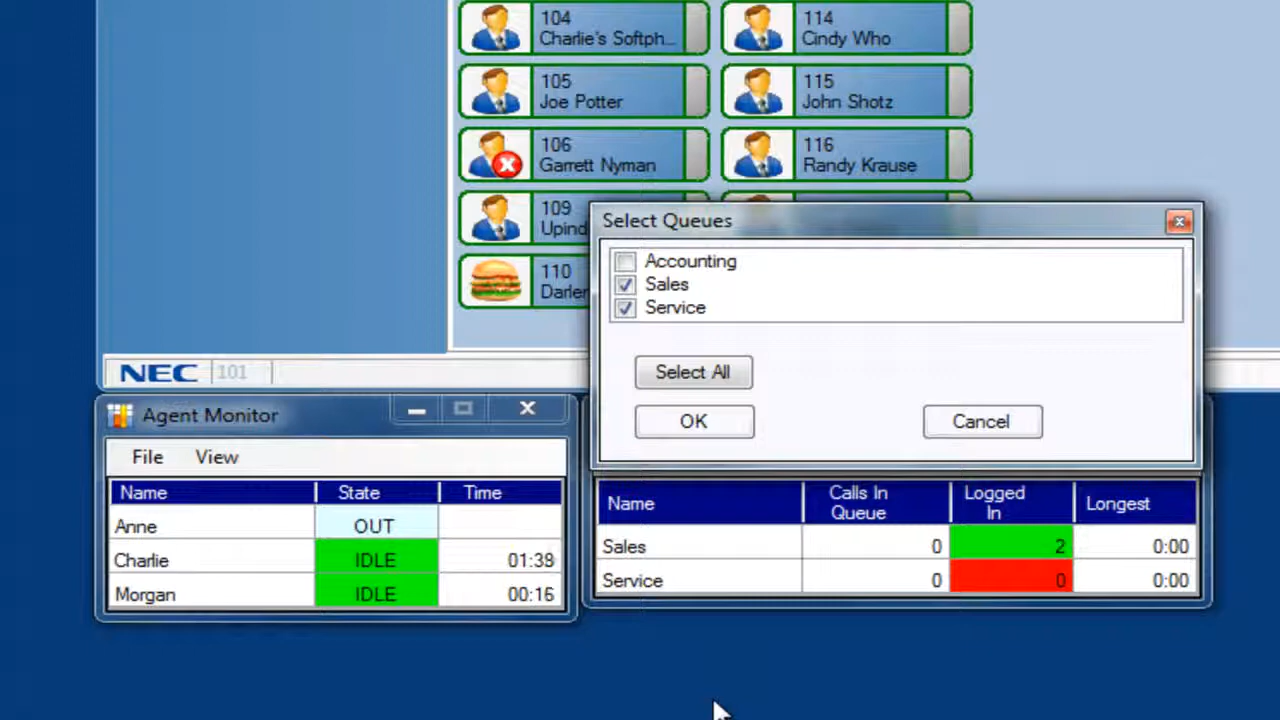 104
Charlie's Softph...
114
Cindy Who
105
Joe Potter
115
John Shotz
106
Garrett Nyman
116
Randy Krause
109
Upind
110
Darler
Select Queues
Accounting
Sales
Service
Select All
OK
Cancel
NEC 101
Agent Monitor
File View
Name State Time
Anne OUT
Charlie IDLE 01:38
Morgan IDLE 00:16
Name Calls In Queue Logged In Longest
Sales 0 2 0:00
Service 0 0 0:00